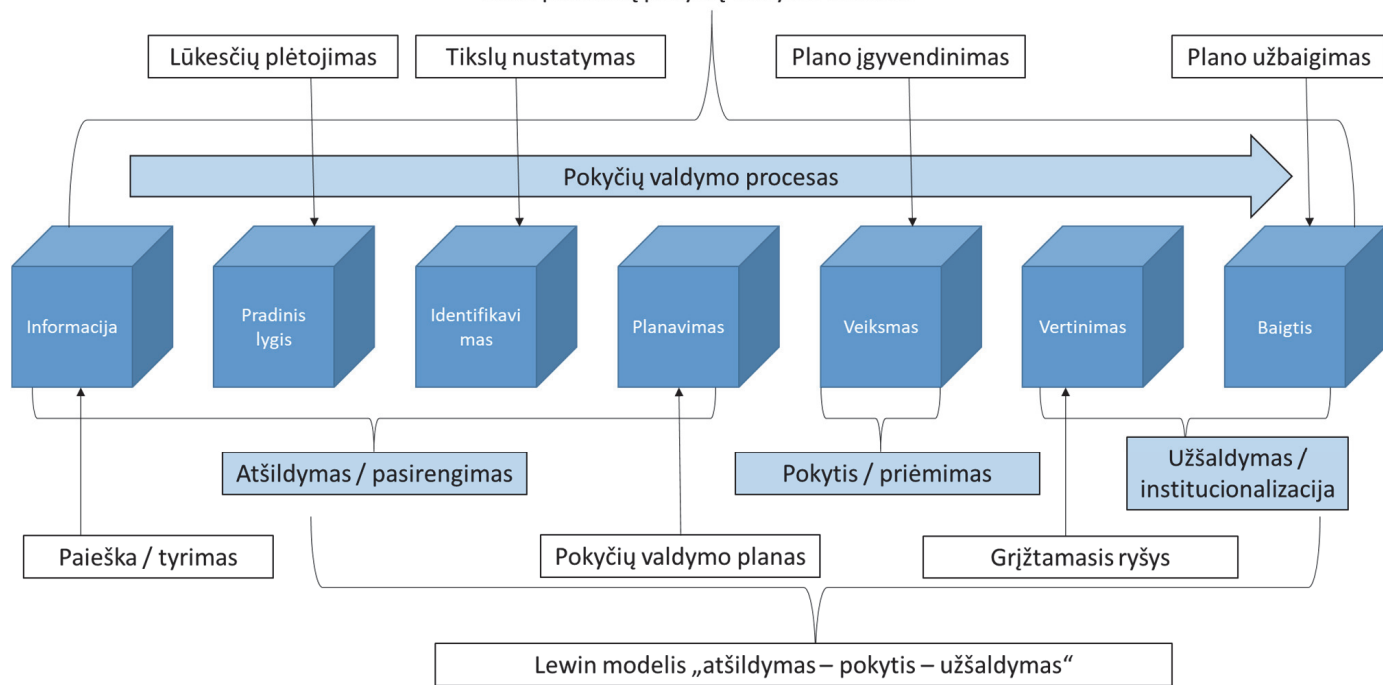 Lūkesčių plėtojimas
Tikslų nustatymas
Plano įgyvendinimas
Plano užbaigimas
Pokyčių valdymo procesas
Informacija
Pradinis
lygis
Identifikavi
mas
Planavimas
Veiksmas
Vertinimas
Baigtis
Atšildymas / pasirengimas
Pokytis / priėmimas
Užšaldymas /
institucionalizacija
Paieška / tyrimas
Pokyčių valdymo planas
Grįžtamasis ryšys
Lewin modelis „atšildymas – pokytis – užšaldymas“